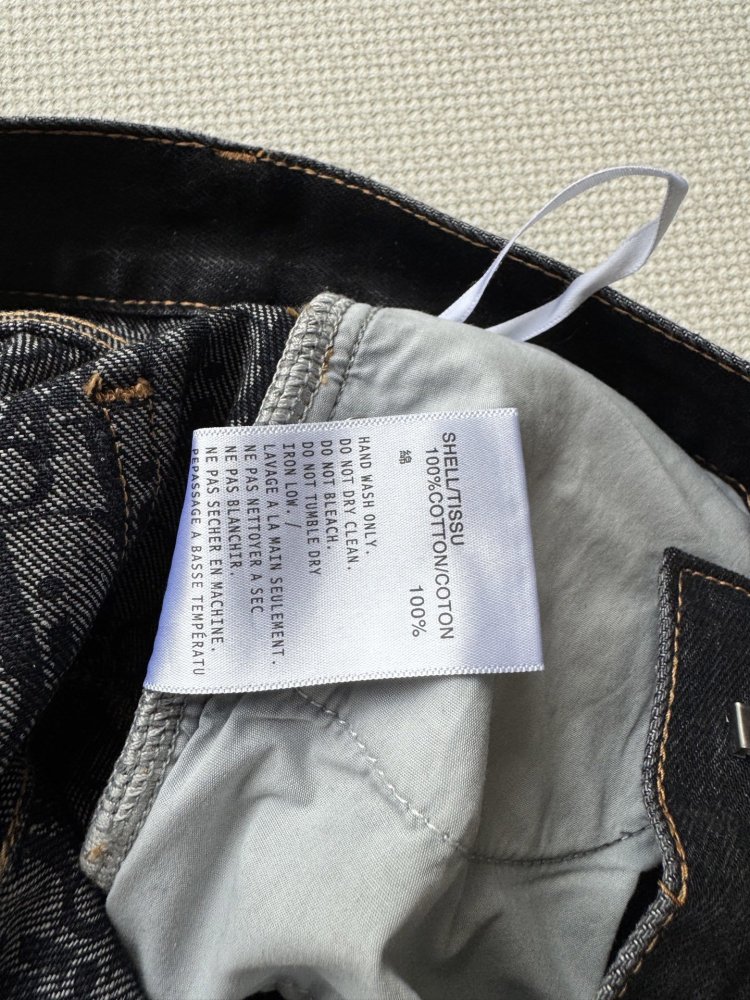 SHELL/TISSU
100%COTTON/COTON
綿 100%
HAND WASH ONLY.
DO NOT DRY CLEAN.
DO NOT BLEACH.
DO NOT TUMBLE DRY
IRON LOW. /
LAVAGE A LA MAIN SEULEMENT.
NE PAS NETTOYER A SEC
NE PAS BLANCHIR.
NE PAS SECHER EN MACHINE.
REPASSAGE A BASSE TEMPÉRATU